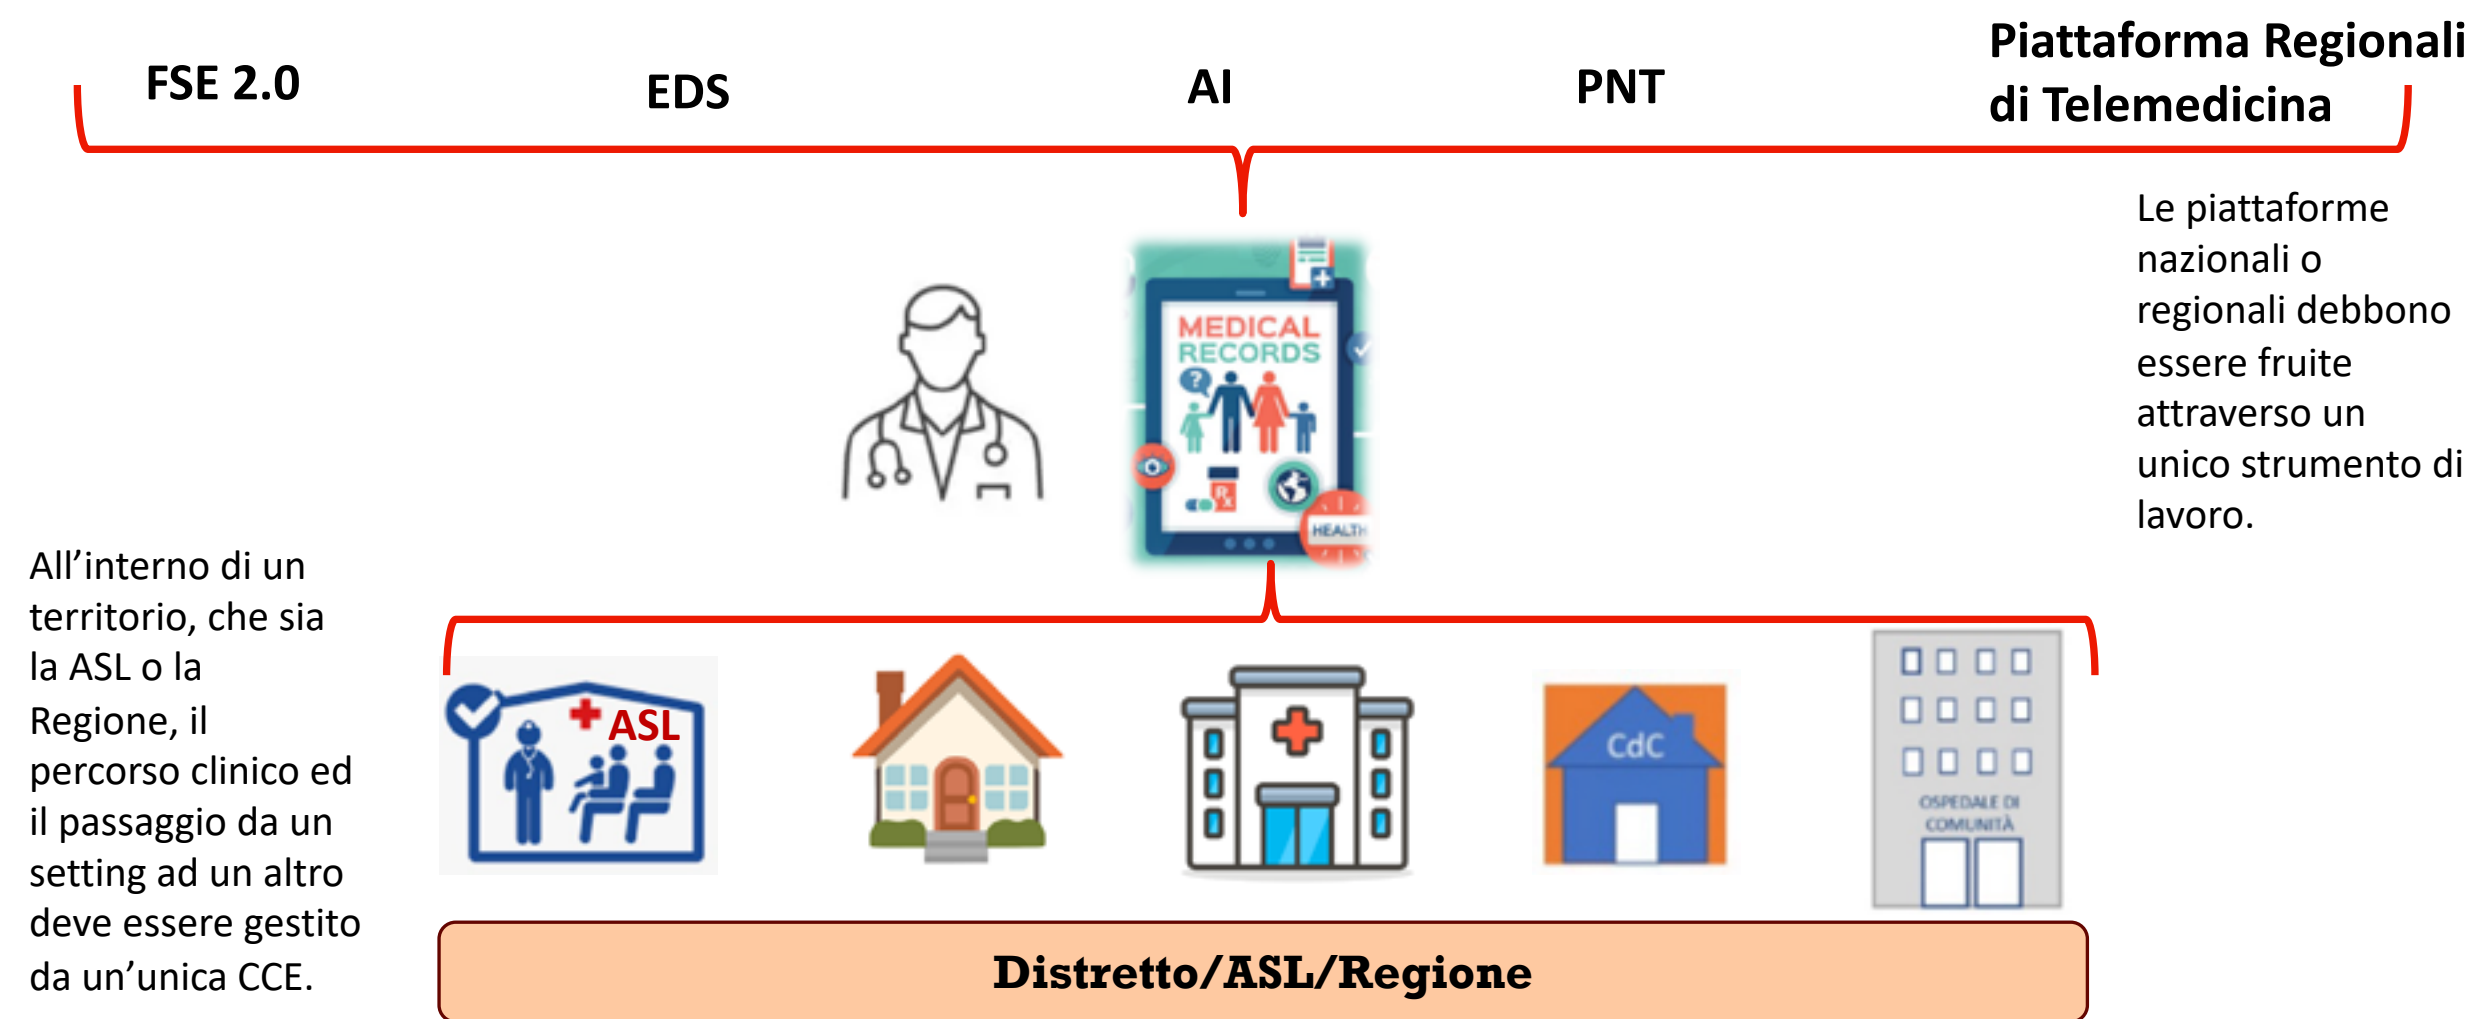 FSE 2.0
EDS
AI
PNT
Piattaforma Regionali
di Telemedicina
Le piattaforme
nazionali o
regionali debbono
essere fruite
attraverso un
unico strumento di
lavoro.
MEDICAL
RECORDS
?
Rx
HEALTH
All’interno di un
territorio, che sia
la ASL o la
Regione, il
percorso clinico ed
il passaggio da un
setting ad un altro
deve essere gestito
da un’unica CCE.
ASL
CdC
OSPEDALE DI
COMUNITÀ
Distretto/ASL/Regione